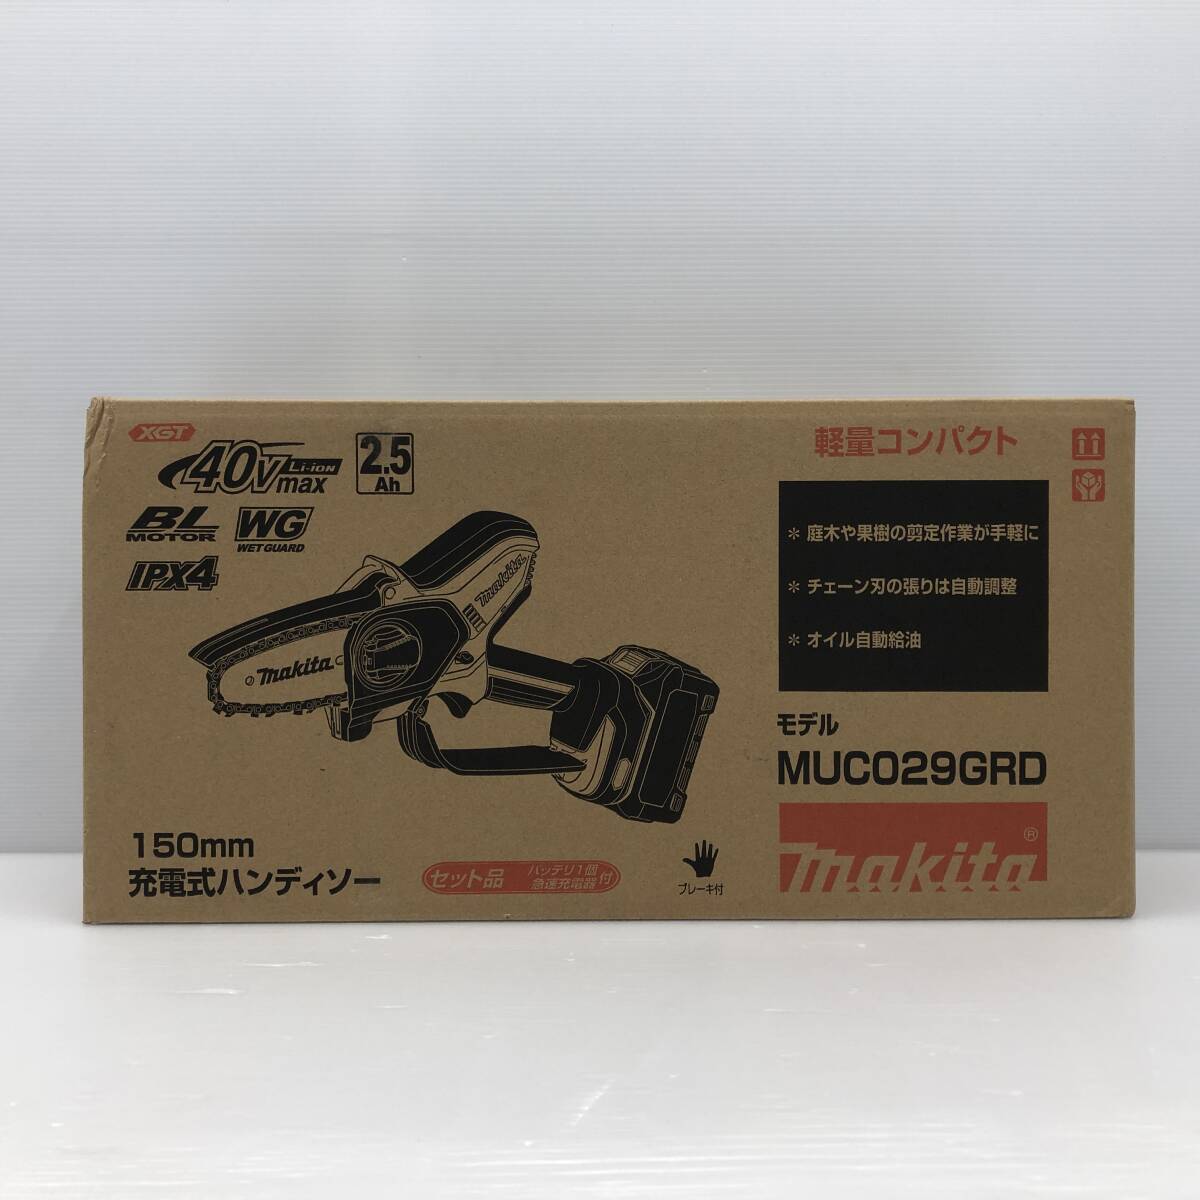 XGT
40Vmax Li-ion
2.5 Ah
BL MOTOR
WG WET GUARD
IPX4
makita
makita
150mm
充電式ハンディソー
セット品 バッテリ1個 急速充電器 付
ブレーキ付
軽量コンパクト
＊ 庭木や果樹の剪定作業が手軽に
＊ チェーン刃の張りは自動調整
＊ オイル自動給油
モデル
MUC029GRD
makita®